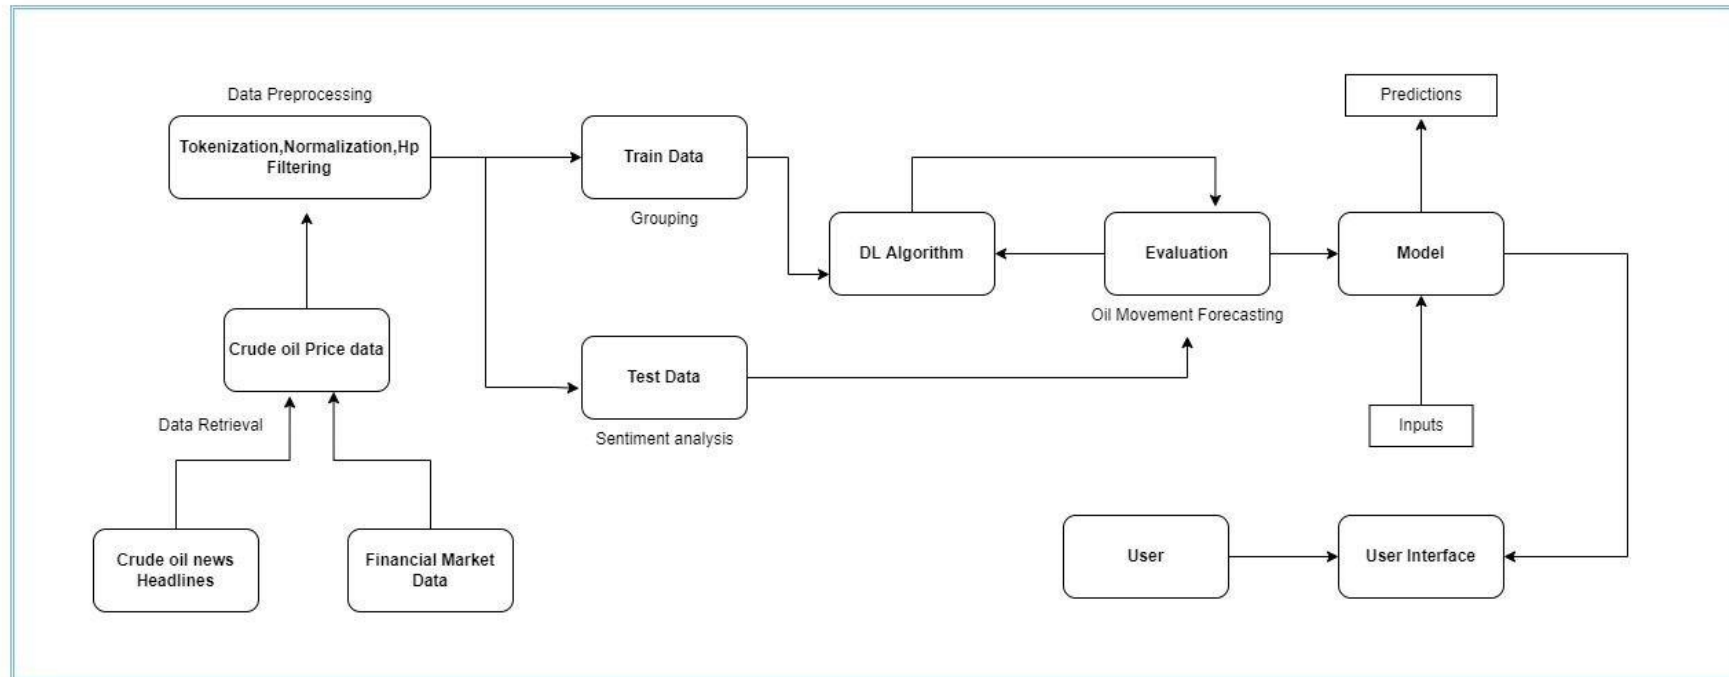 Data Preprocessing
Tokenization,Normalization,Hp
Filtering
Train Data
Grouping
Predictions
DL Algorithm
Evaluation
Model
Oil Movement Forecasting
Crude oil Price data
Test Data
Sentiment analysis
Data Retrieval
Inputs
Crude oil news
Headlines
Financial Market
Data
User
User Interface